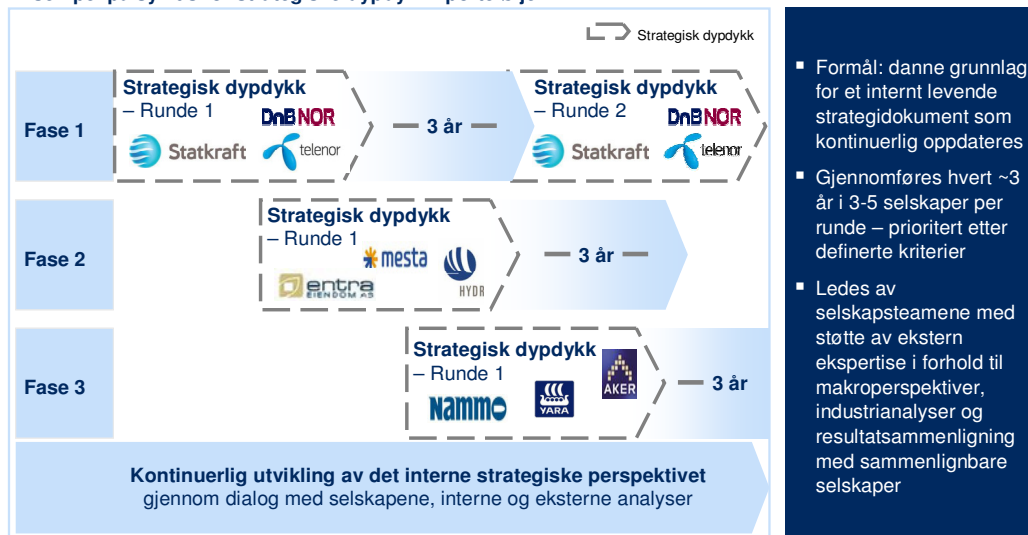 Strategisk dypdykk
Fase 1
Strategisk dypdykk
– Runde 1
DnB NOR
Statkraft
telenor
3 år
Strategisk dypdykk
– Runde 2
DnB NOR
Statkraft
telenor
Fase 2
Strategisk dypdykk
– Runde 1
mesta
entra
EIENDOM AS
HYDR
3 år
Fase 3
Strategisk dypdykk
– Runde 1
Nammo
YARA
AKER
3 år
Kontinuerlig utvikling av det interne strategiske perspektivet
gjennom dialog med selskapene, interne og eksterne analyser
▪ Formål: danne grunnlag
for et internt levende
strategidokument som
kontinuerlig oppdateres
▪ Gjennomføres hvert ~3
år i 3-5 selskaper per
runde – prioritert etter
definerte kriterier
▪ Ledes av
selskapsteamene med
støtte av ekstern
ekspertise i forhold til
makroperspektiver,
industrianalyser og
resultatsammenligning
med sammenlignbare
selskaper